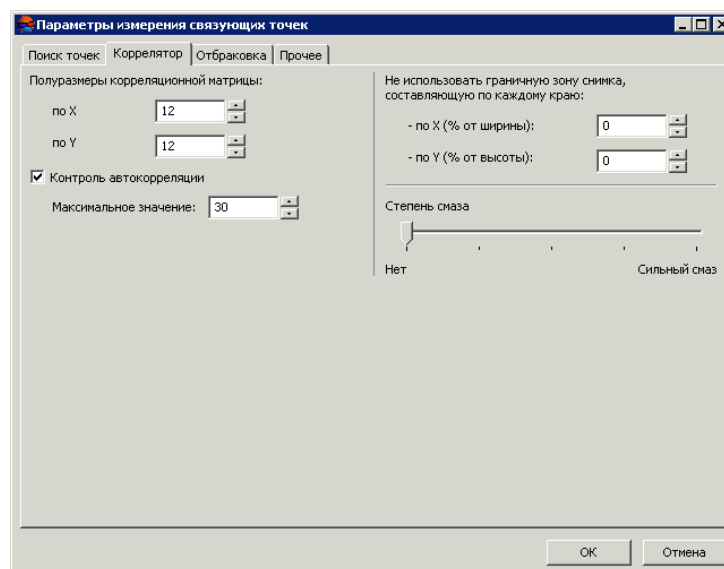 Параметры измерения связующих точек
Поиск точек Коррелятор Отбраковка Прочее
Полуразмеры корреляционной матрицы:
по X 12
по Y 12
Контроль автокорреляции
Максимальное значение: 30
Не использовать граничную зону снимка,
составляющую по каждому краю:
- по X (% от ширины): 0
- по Y (% от высоты): 0
Степень смаза
Нет Сильный смаз
OK Отмена